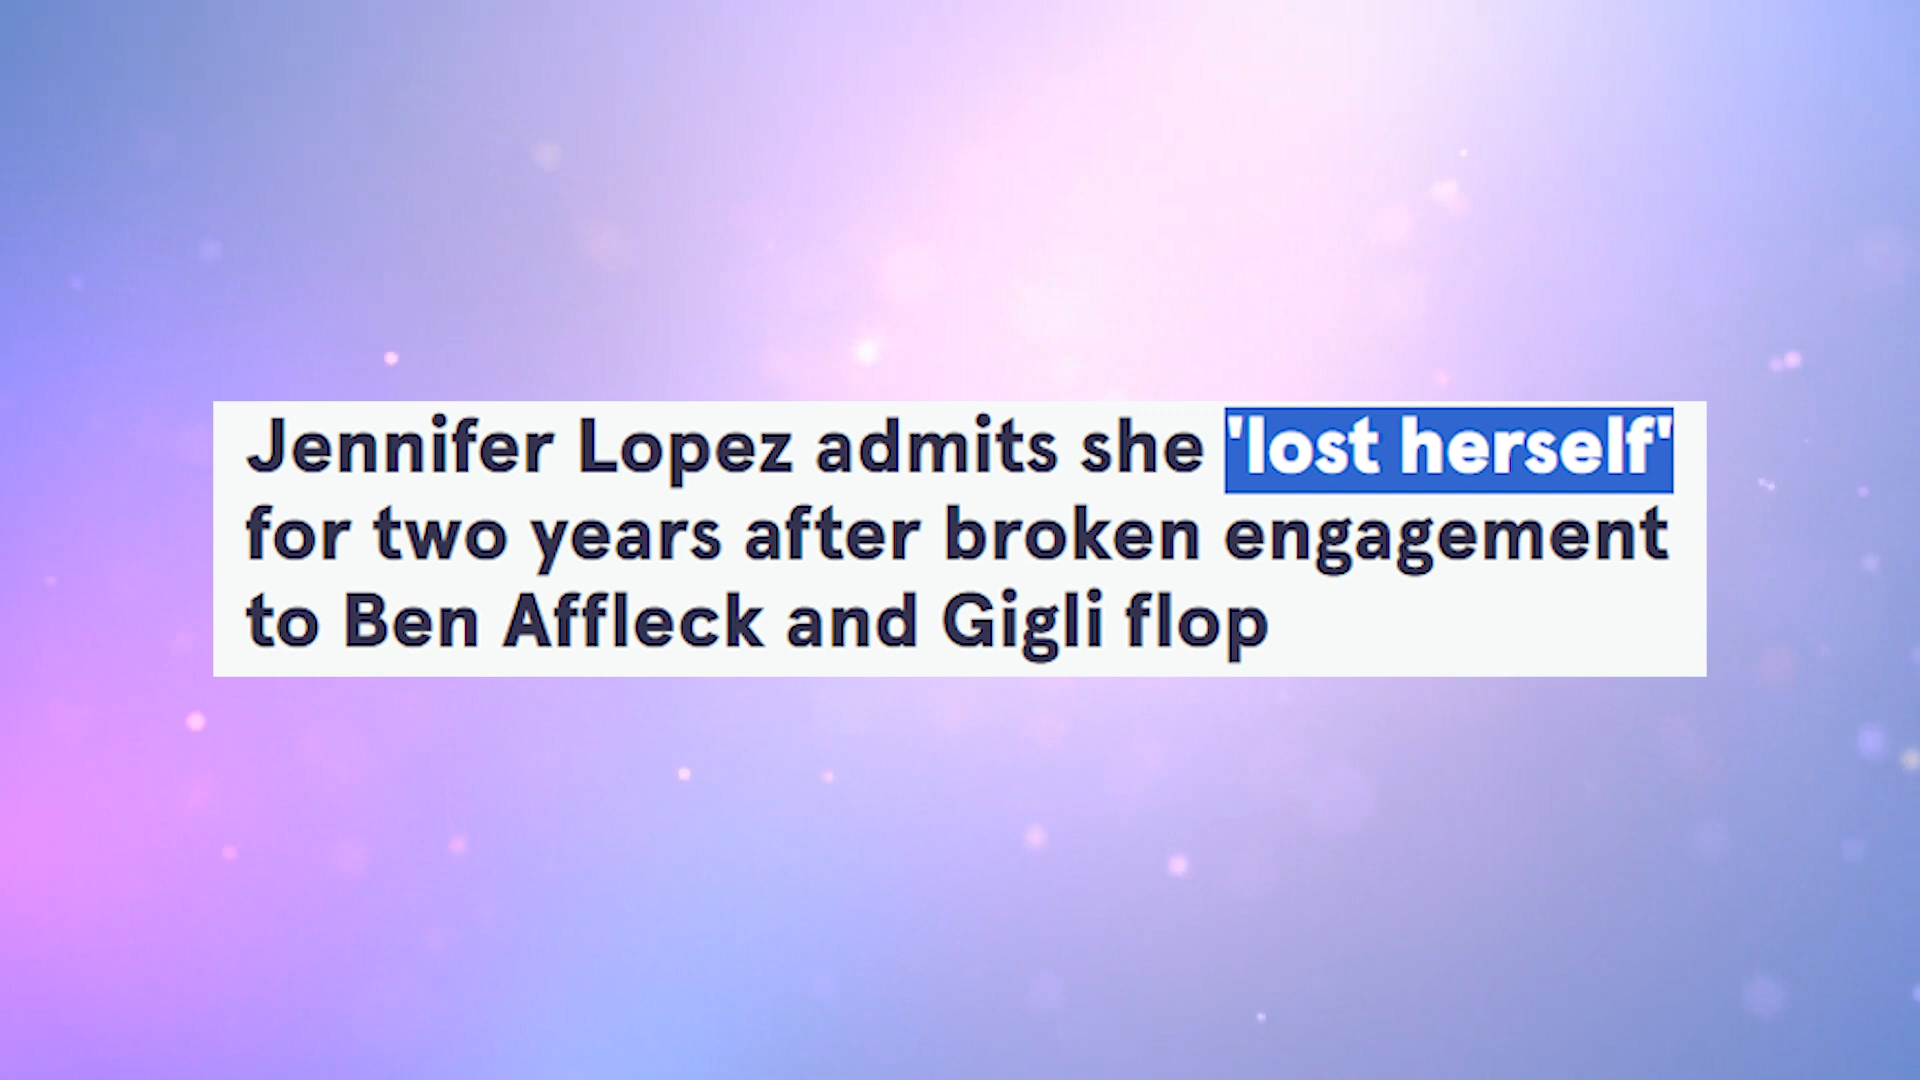 Jennifer Lopez admits she 'lost herself'
for two years after broken engagement
to Ben Affleck and Gigli flop